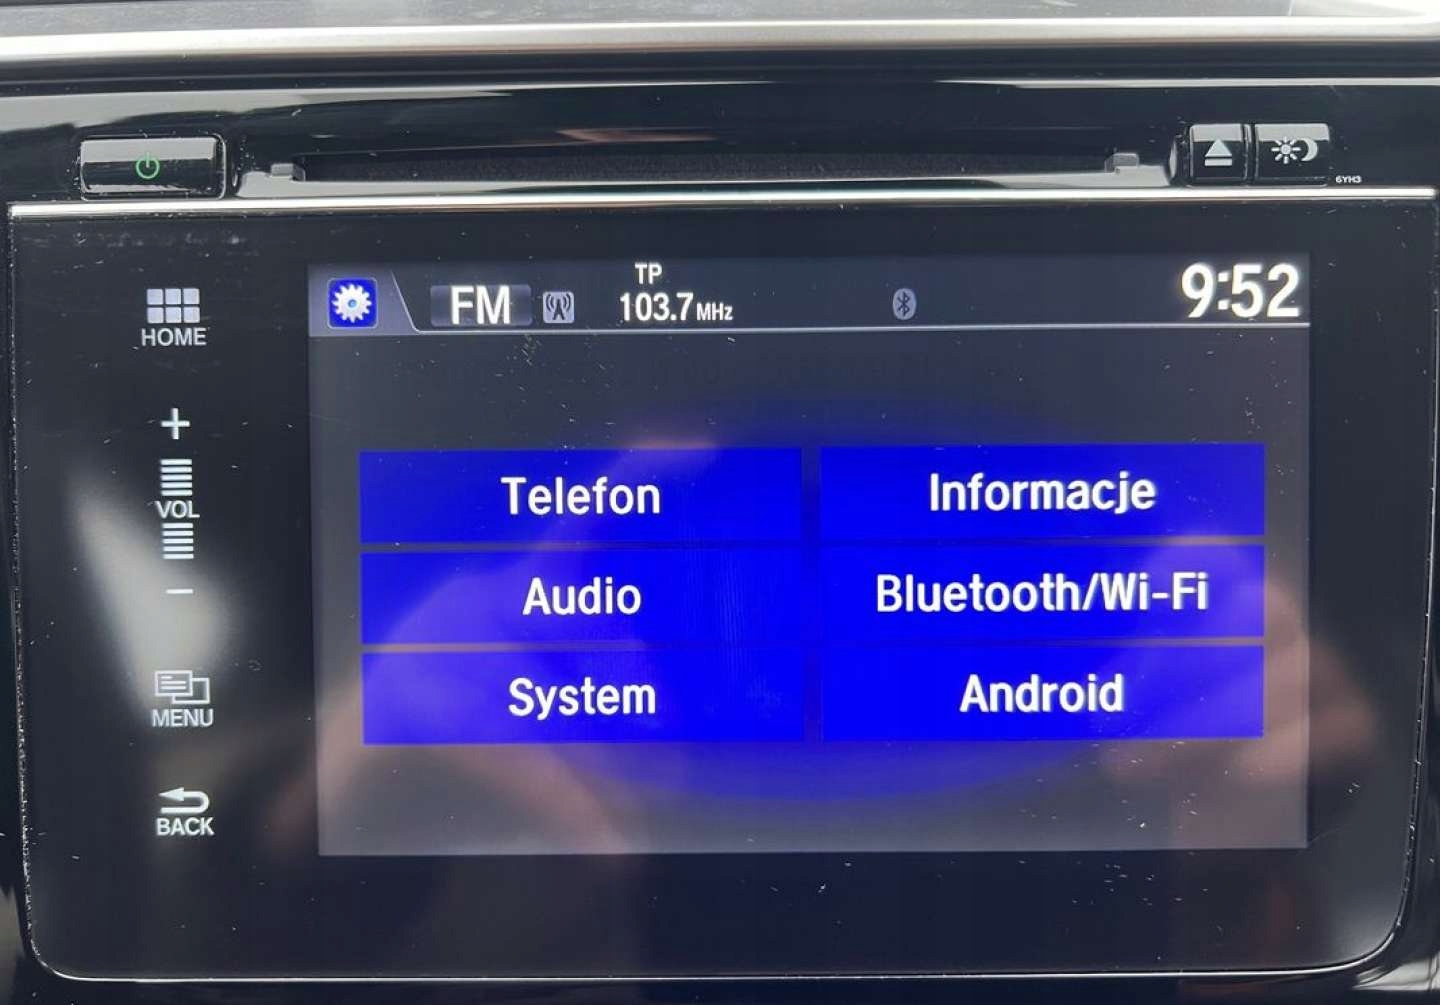 6YH3
HOME
VOL
MENU
BACK
FM
TP
103.7 MHz
9:52
Telefon
Informacje
Audio
Bluetooth/Wi-Fi
System
Android